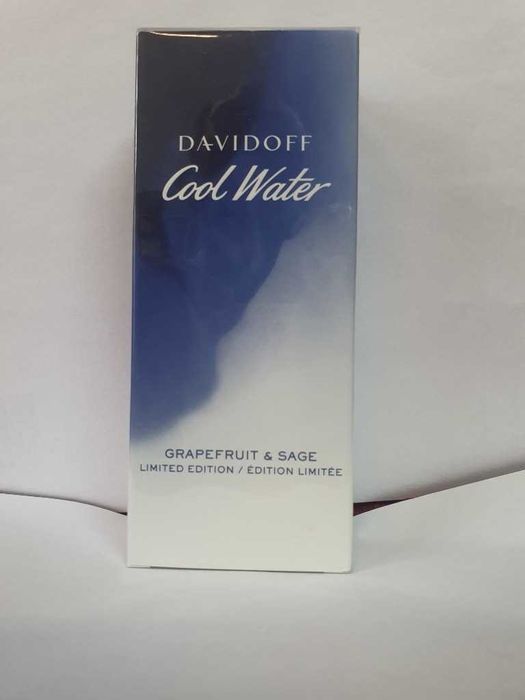 DAVIDOFF
Cool Water
GRAPEFRUIT & SAGE
LIMITED EDITION / ÉDITION LIMITÉE